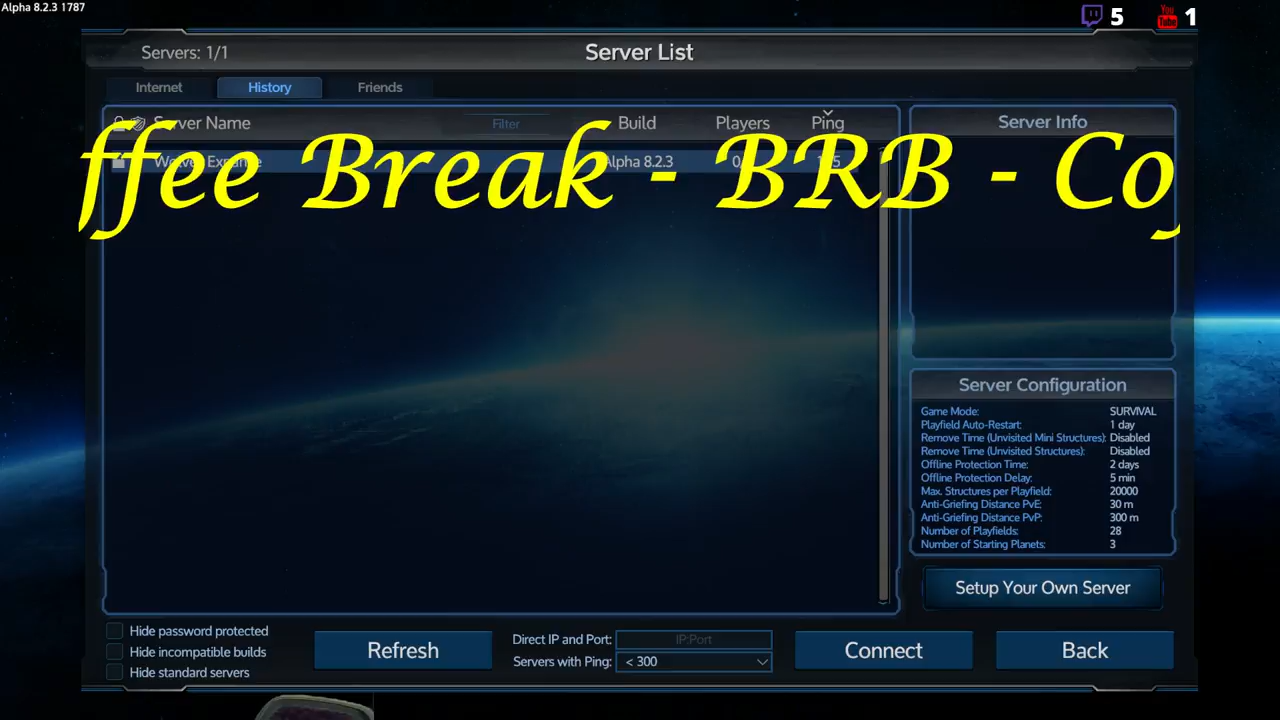 Alpha 8.2.3 1787
5
You Tube 1
Servers: 1/1
Server List
Internet
History
Friends
Server Name
Filter
Build
Players
Ping
Alpha 8.2.3
ffee Break - BRB - Co
Server Info
Server Configuration
Game Mode: SURVIVAL
Playfield Auto-Restart: 1 day
Remove Time (Unvisited Mini Structures): Disabled
Remove Time (Unvisited Structures): Disabled
Offline Protection Time: 2 days
Offline Protection Delay: 5 min
Max. Structures per Playfield: 20000
Anti-Griefing Distance PvE: 30 m
Anti-Griefing Distance PvP: 300 m
Number of Playfields: 28
Number of Starting Planets: 3
Setup Your Own Server
Hide password protected
Hide incompatible builds
Hide standard servers
Refresh
Direct IP and Port: IP:Port
Servers with Ping: < 300
Connect
Back